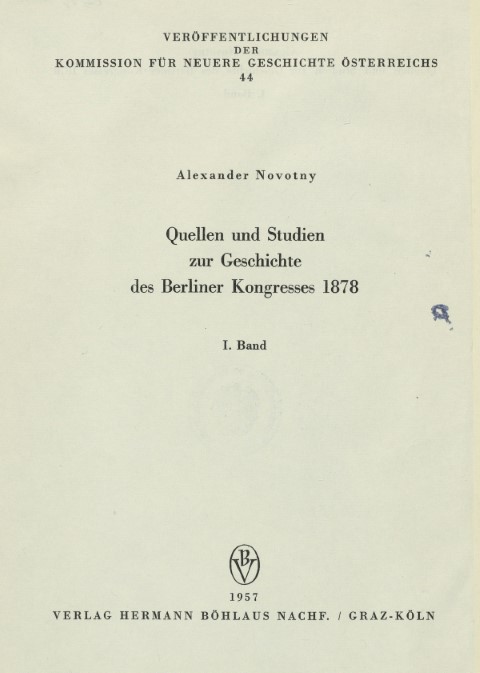 VERÖFFENTLICHUNGEN
DER
KOMMISSION FÜR NEUERE GESCHICHTE ÖSTERREICHS
44
Alexander Novotny
Quellen und Studien
zur Geschichte
des Berliner Kongresses 1878
I. Band
BV
1957
VERLAG HERMANN BÖHLAUS NACHF. / GRAZ-KÖLN